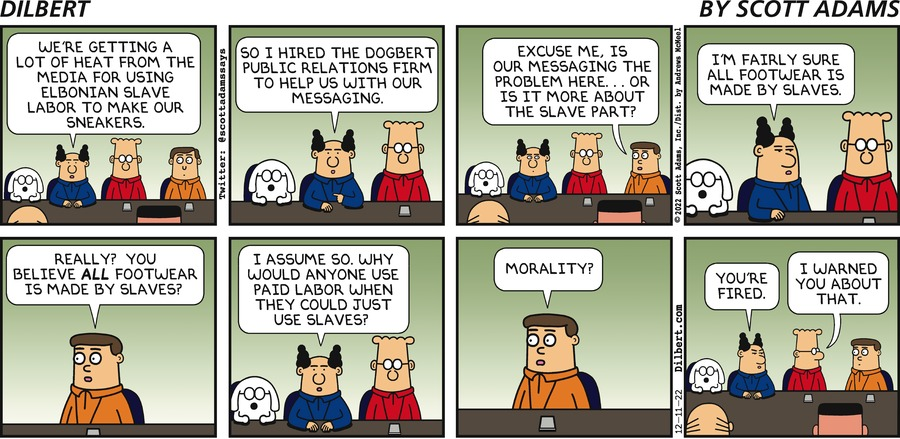 DILBERT
BY SCOTT ADAMS
WE'RE GETTING A
LOT OF HEAT FROM THE
MEDIA FOR USING
ELBONIAN SLAVE
LABOR TO MAKE OUR
SNEAKERS.
Twitter: @scottadamssays
SO I HIRED THE DOGBERT
PUBLIC RELATIONS FIRM
TO HELP US WITH OUR
MESSAGING.
EXCUSE ME, IS
OUR MESSAGING THE
PROBLEM HERE... OR
IS IT MORE ABOUT
THE SLAVE PART?
©2022 Scott Adams, Inc./Dist. by Andrews McMeel
I'M FAIRLY SURE
ALL FOOTWEAR IS
MADE BY SLAVES.
REALLY? YOU
BELIEVE ALL FOOTWEAR
IS MADE BY SLAVES?
I ASSUME SO. WHY
WOULD ANYONE USE
PAID LABOR WHEN
THEY COULD JUST
USE SLAVES?
MORALITY?
12-11-22 Dilbert.com
YOU'RE
FIRED.
I WARNED
YOU ABOUT
THAT.